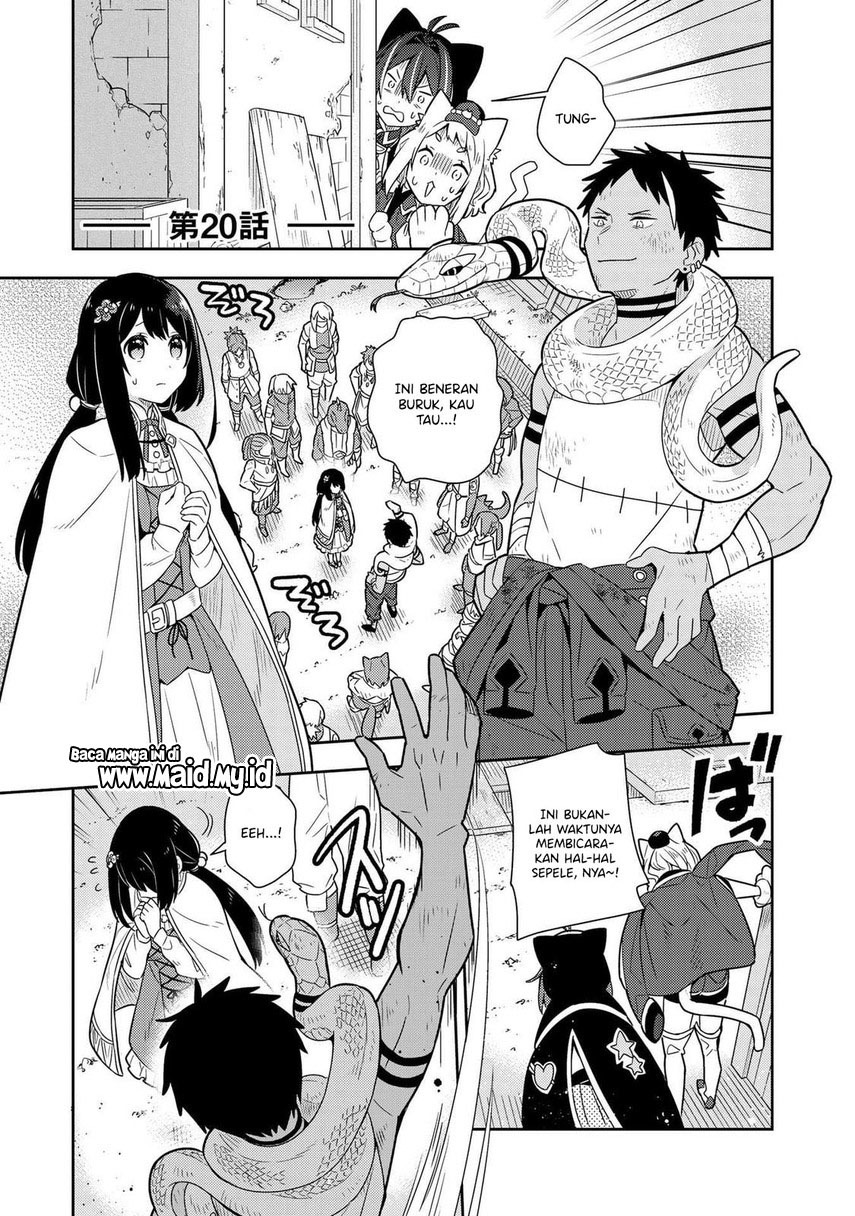 TUNG-
第20話
ぞろ
INI BENERAN
BURUK, KAU
TAU...!
ぞろ
Baca Manga ini di
www.Maid.My.id
INI BUKAN-
LAH WAKTUNYA
MEMBICARA-
KAN HAL-HAL
SEPELE, NYA~!
ばっ
EEH...!